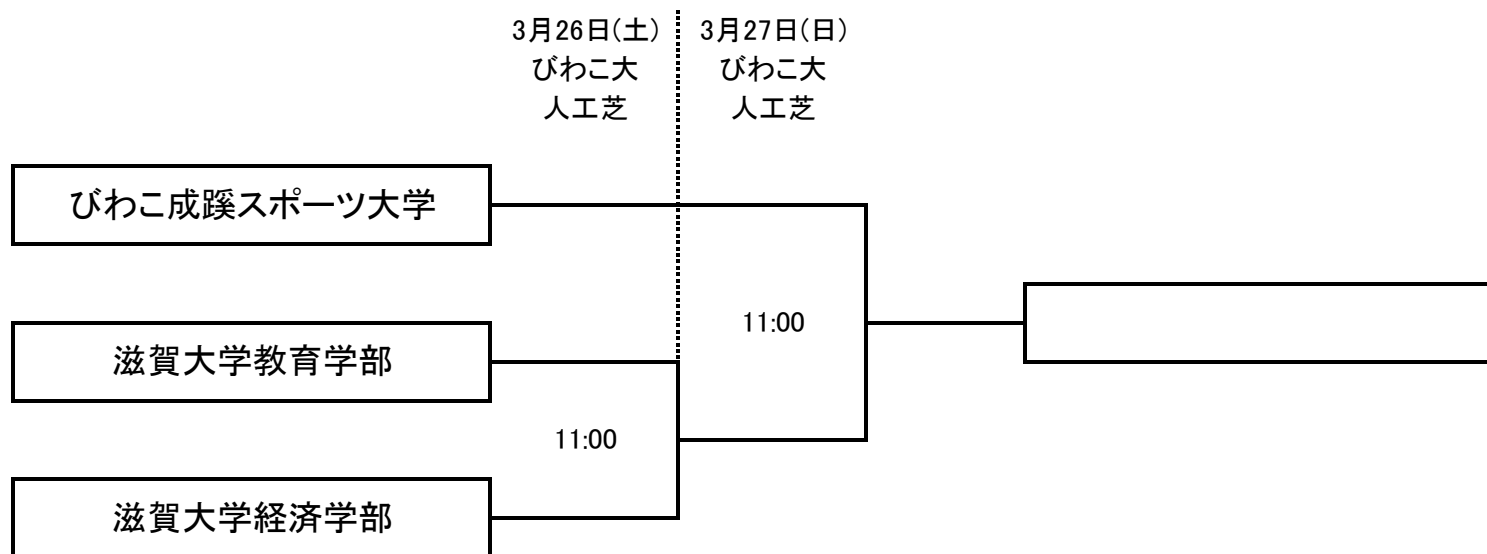 3月26日(土)
びわこ大
人工芝
3月27日(日)
びわこ大
人工芝
びわこ成蹊スポーツ大学
滋賀大学教育学部
滋賀大学経済学部
11:00
11:00